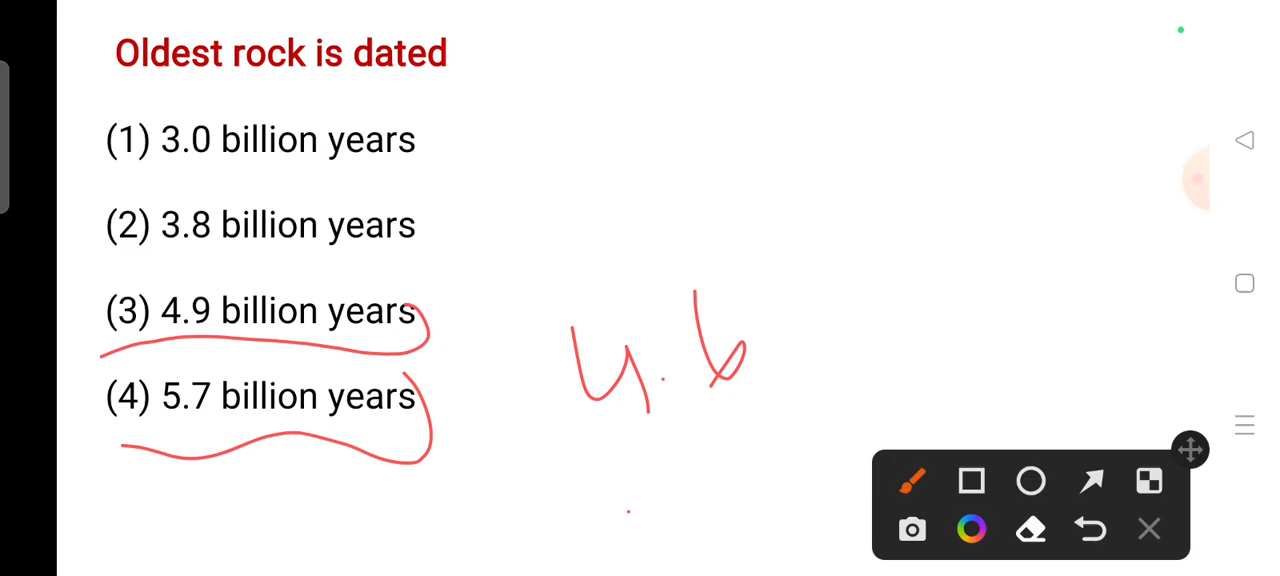 Oldest rock is dated
(1) 3.0 billion years
(2) 3.8 billion years
(3) 4.9 billion years
(4) 5.7 billion years
4.6